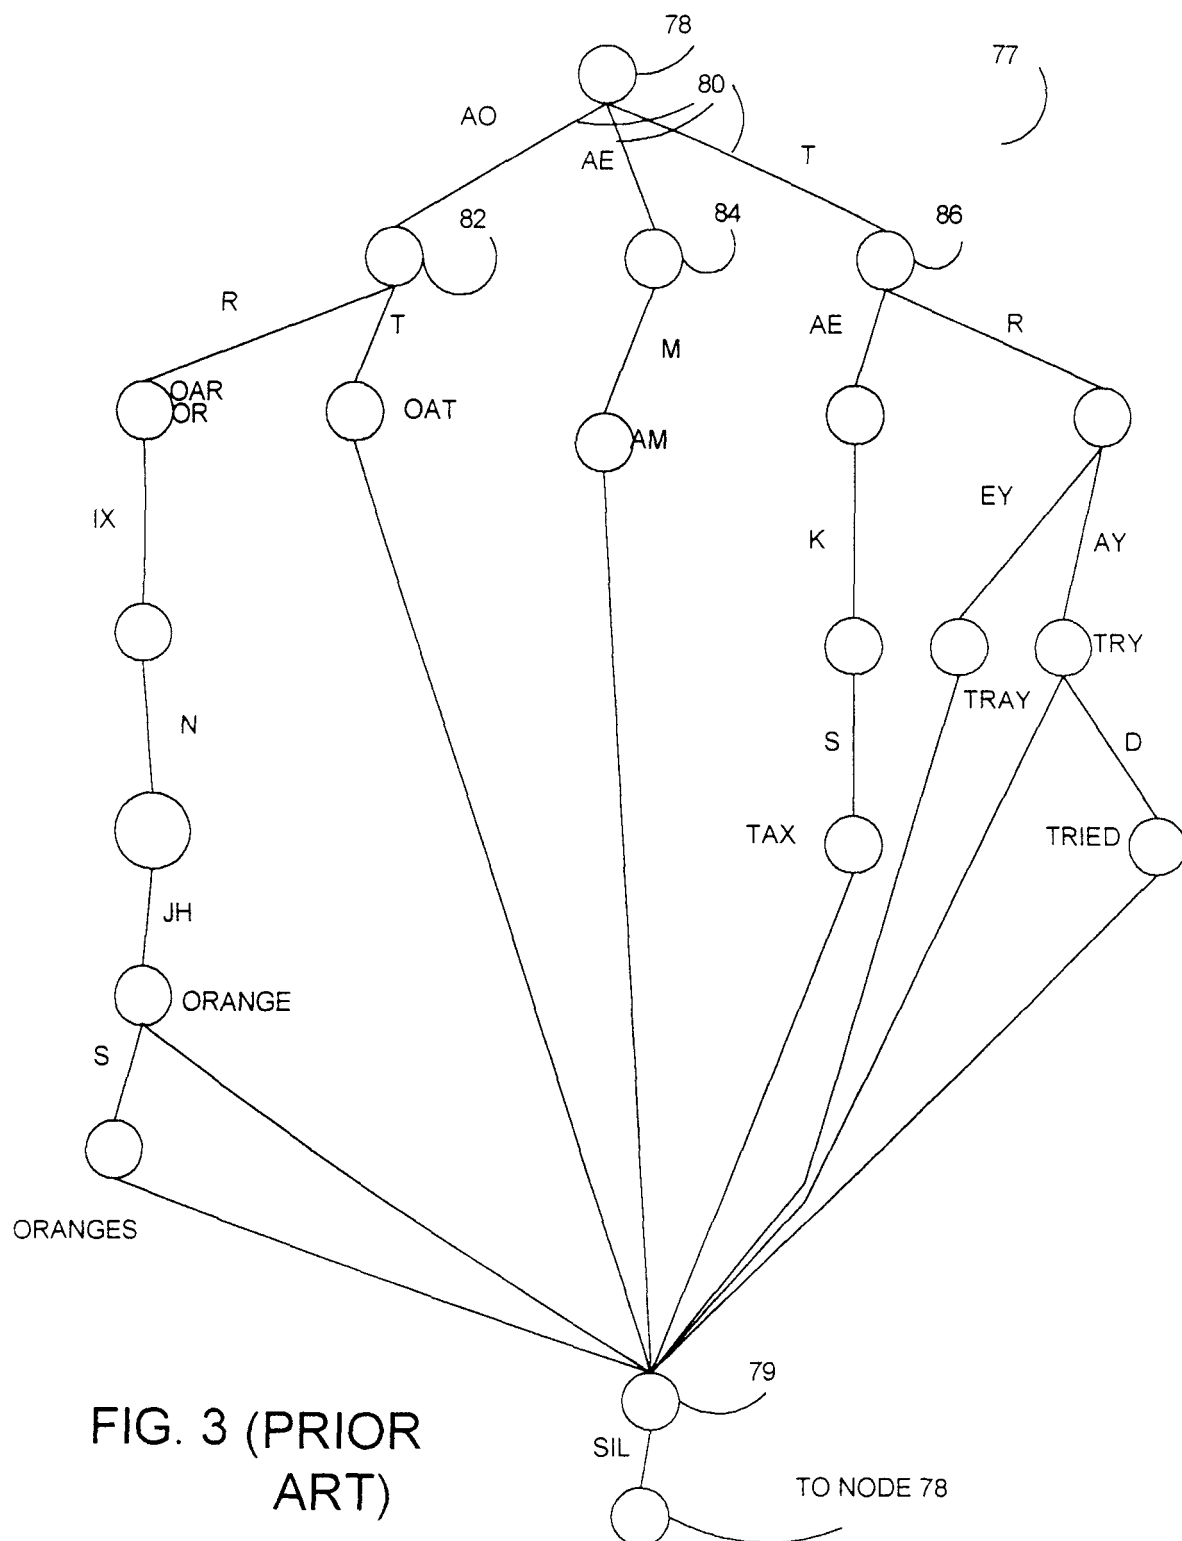 78
77
80
AO
AE
T
82
84
86
R
T
M
AE
R
OAR
OR
OAT
AM
IX
K
EY
AY
N
S
TRAY
TRY
D
TAX
TRIED
JH
ORANGE
S
ORANGES
79
SIL
TO NODE 78
FIG. 3 (PRIOR
ART)